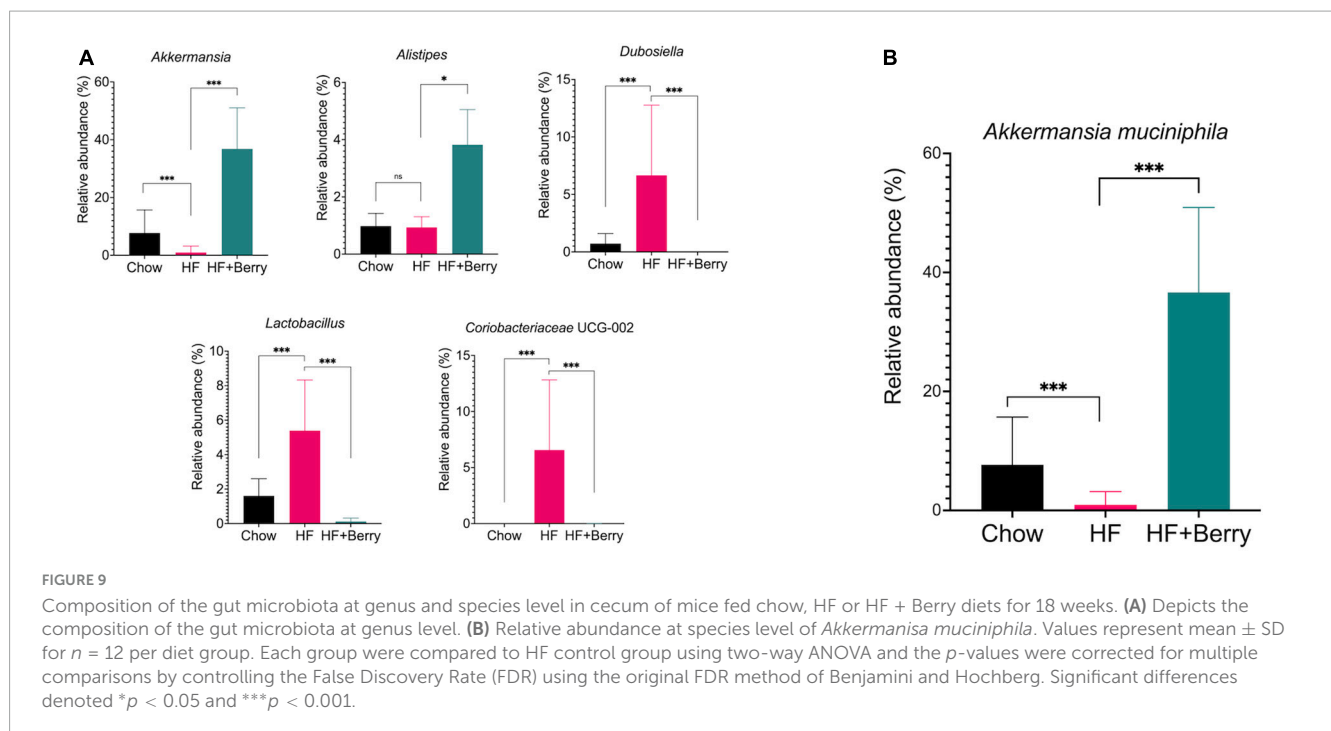 A
Akkermansia
Relative abundance (%)
60
40
20
0
***
***
Chow HF HF+Berry
Alistipes
Relative abundance (%)
6
4
2
0
ns
*
Chow HF HF+Berry
Dubosiella
Relative abundance (%)
15
10
5
0
***
***
Chow HF HF+Berry
Lactobacillus
Relative abundance (%)
10
8
6
4
2
0
***
***
Chow HF HF+Berry
Coriobacteriaceae UCG-002
Relative abundance (%)
15
10
5
0
***
***
Chow HF HF+Berry
B
Akkermansia muciniphila
Relative abundance (%)
60
40
20
0
***
***
Chow HF HF+Berry
FIGURE 9
Composition of the gut microbiota at genus and species level in cecum of mice fed chow, HF or HF + Berry diets for 18 weeks. (A) Depicts the
composition of the gut microbiota at genus level. (B) Relative abundance at species level of Akkermanisa muciniphila. Values represent mean ± SD
for n = 12 per diet group. Each group were compared to HF control group using two-way ANOVA and the p-values were corrected for multiple
comparisons by controlling the False Discovery Rate (FDR) using the original FDR method of Benjamini and Hochberg. Significant differences
denoted *p < 0.05 and ***p < 0.001.